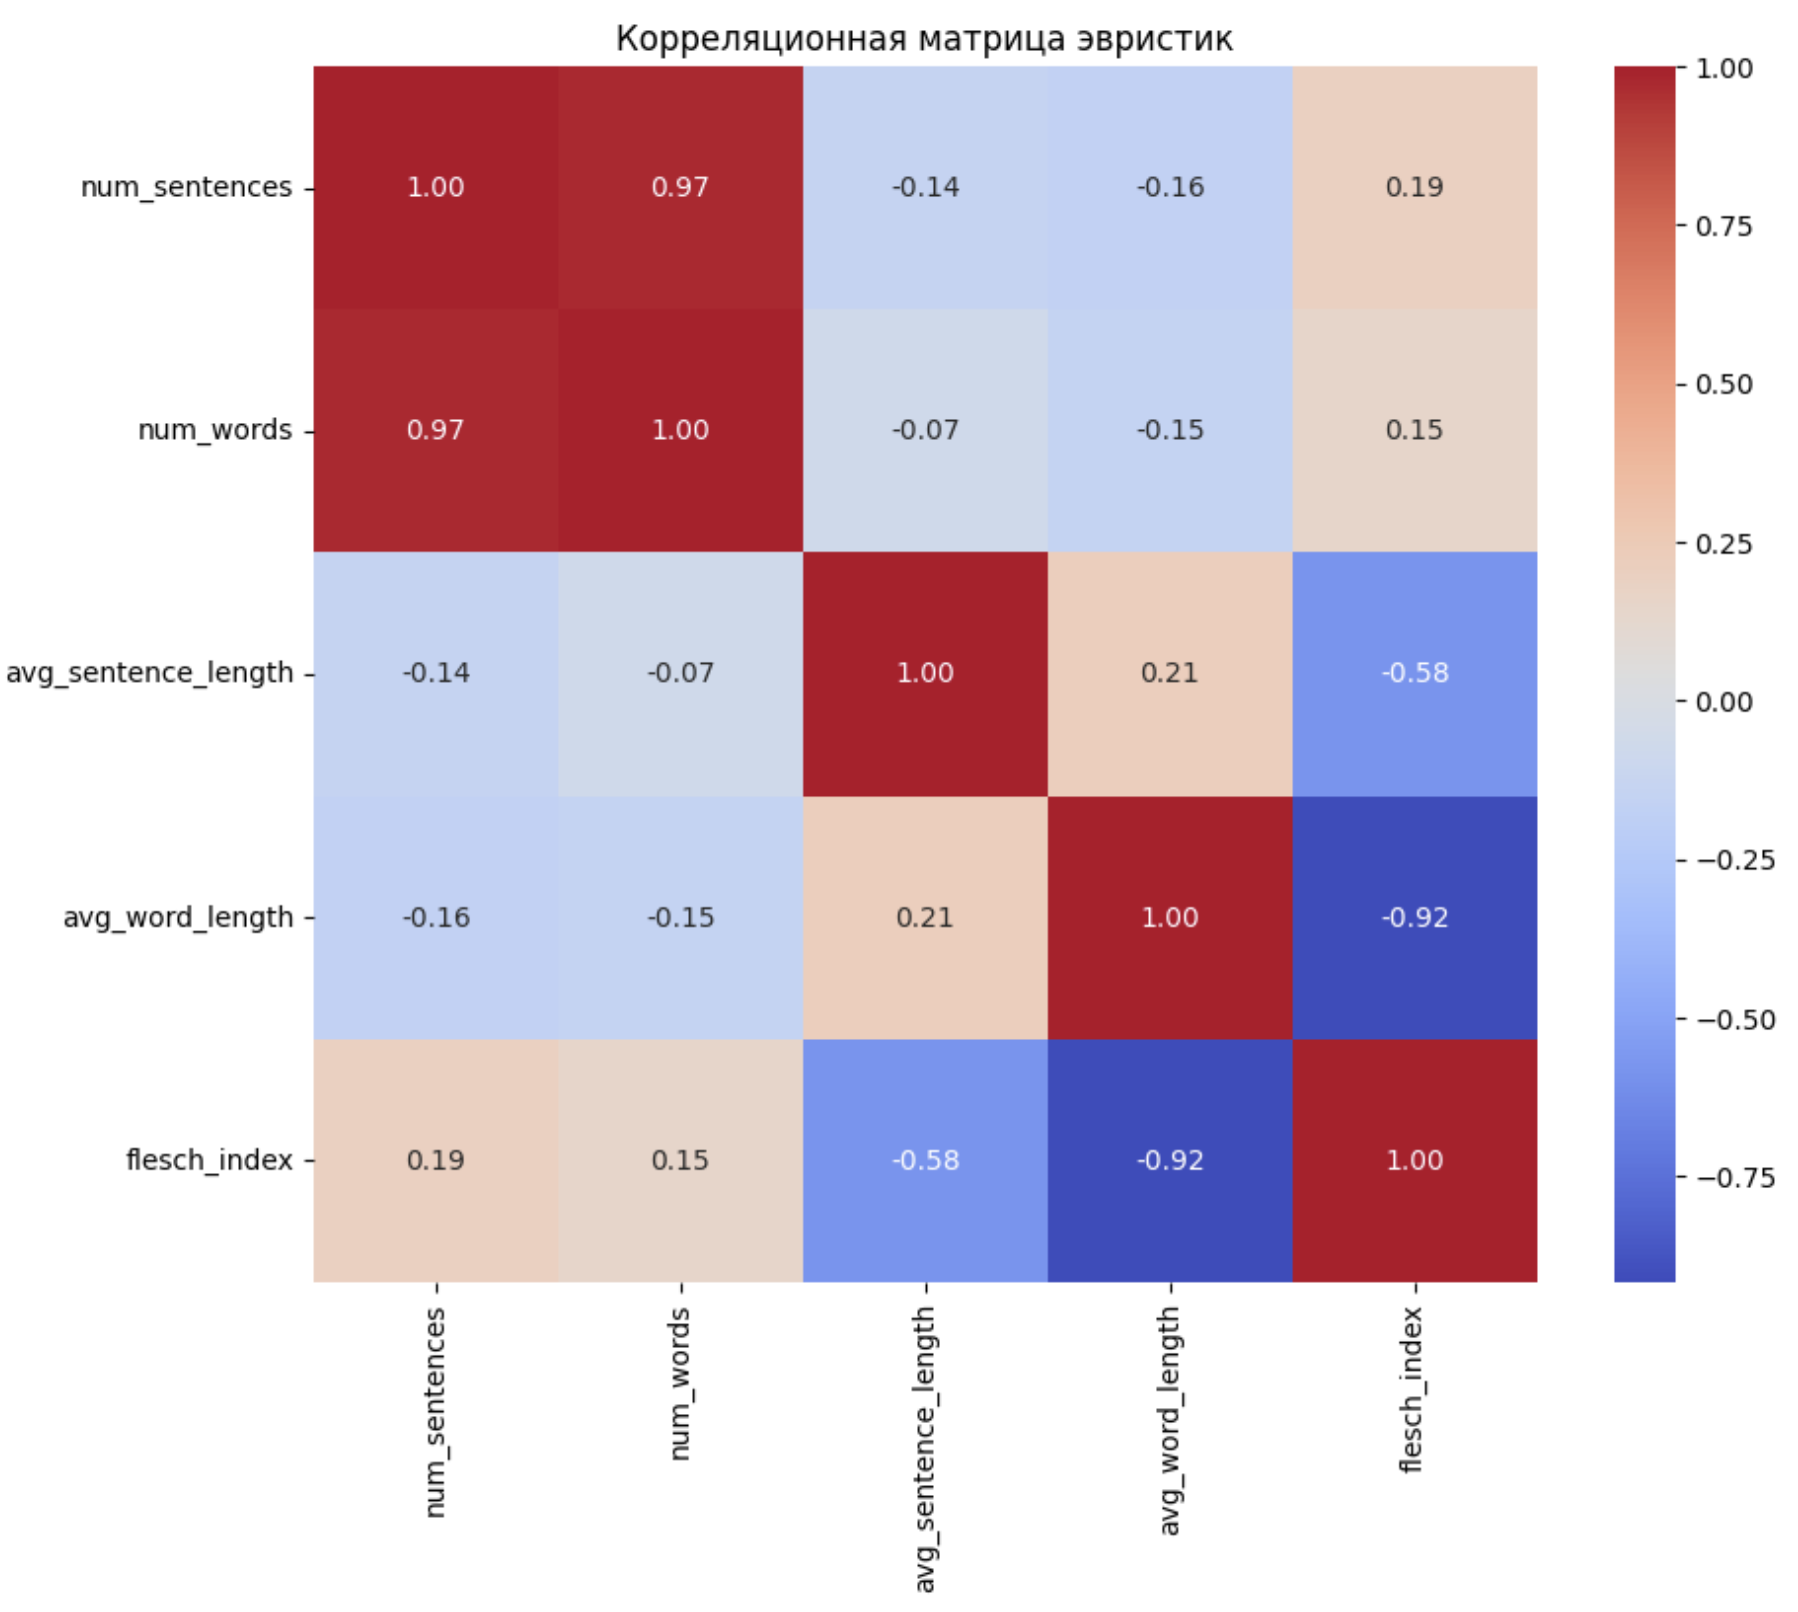 Корреляционная матрица эвристик
num_sentences 1.00 0.97 -0.14 -0.16 0.19
num_words 0.97 1.00 -0.07 -0.15 0.15
avg_sentence_length -0.14 -0.07 1.00 0.21 -0.58
avg_word_length -0.16 -0.15 0.21 1.00 -0.92
flesch_index 0.19 0.15 -0.58 -0.92 1.00
num_sentences
num_words
avg_sentence_length
avg_word_length
flesch_index
1.00
0.75
0.50
0.25
0.00
−0.25
−0.50
−0.75